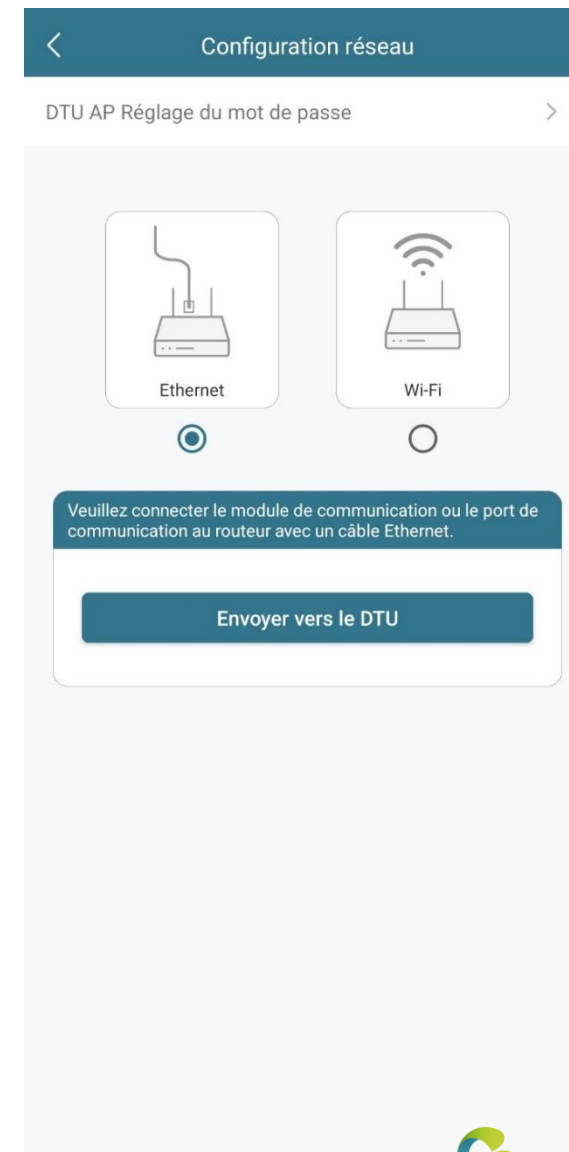 Configuration réseau
DTU AP Réglage du mot de passe
Ethernet
Wi-Fi
Veuillez connecter le module de communication ou le port de
communication au routeur avec un câble Ethernet.
Envoyer vers le DTU